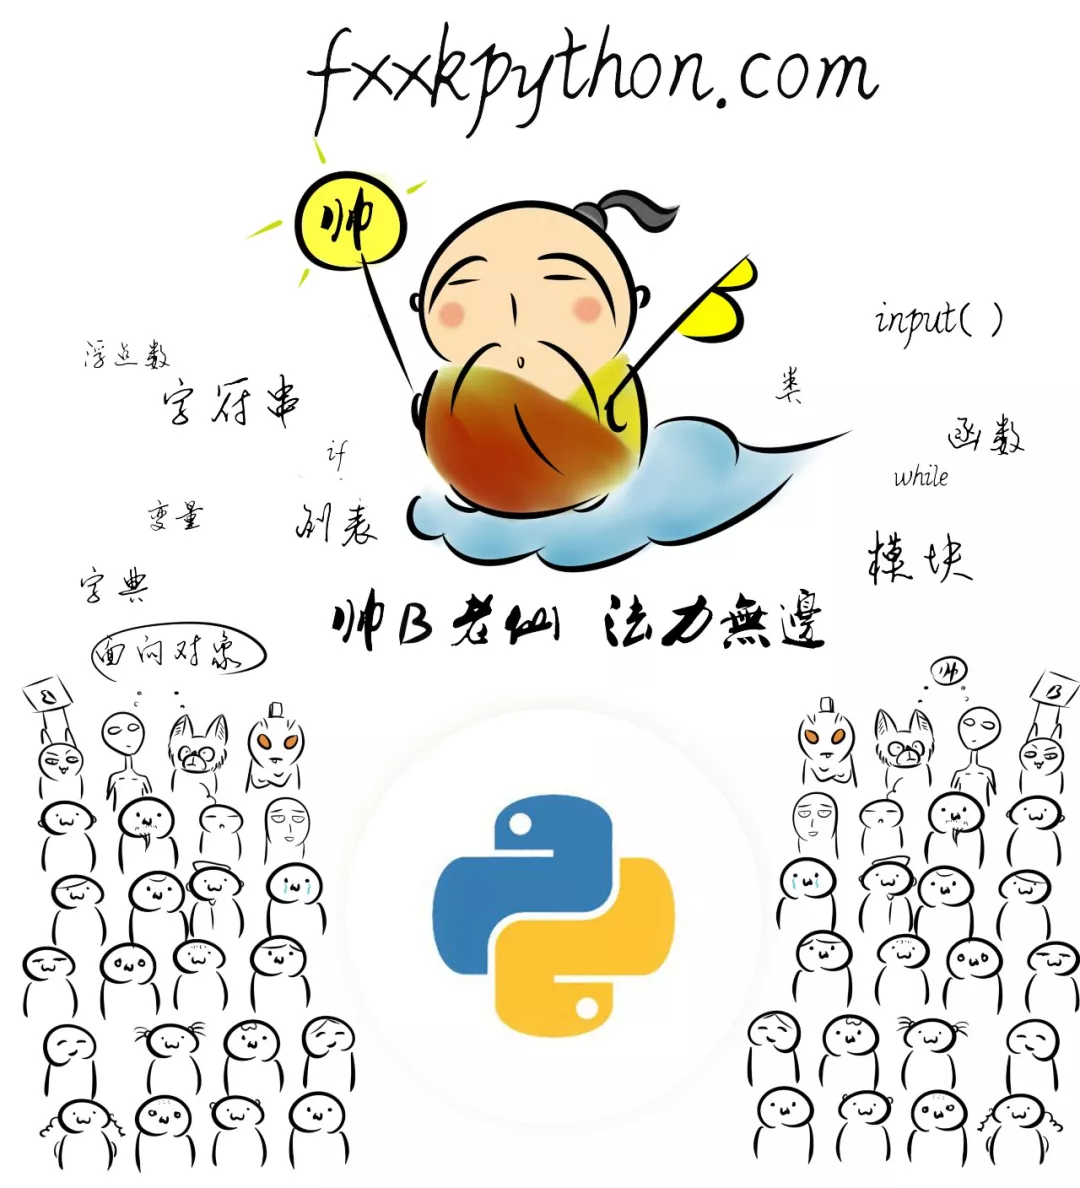 fxxkpython.com
帅
input( )
浮点数
类
字符串
函数
if
while
变量
列表
模块
字典
帅B老仙 法力無邊
面向对象
帅
B
B